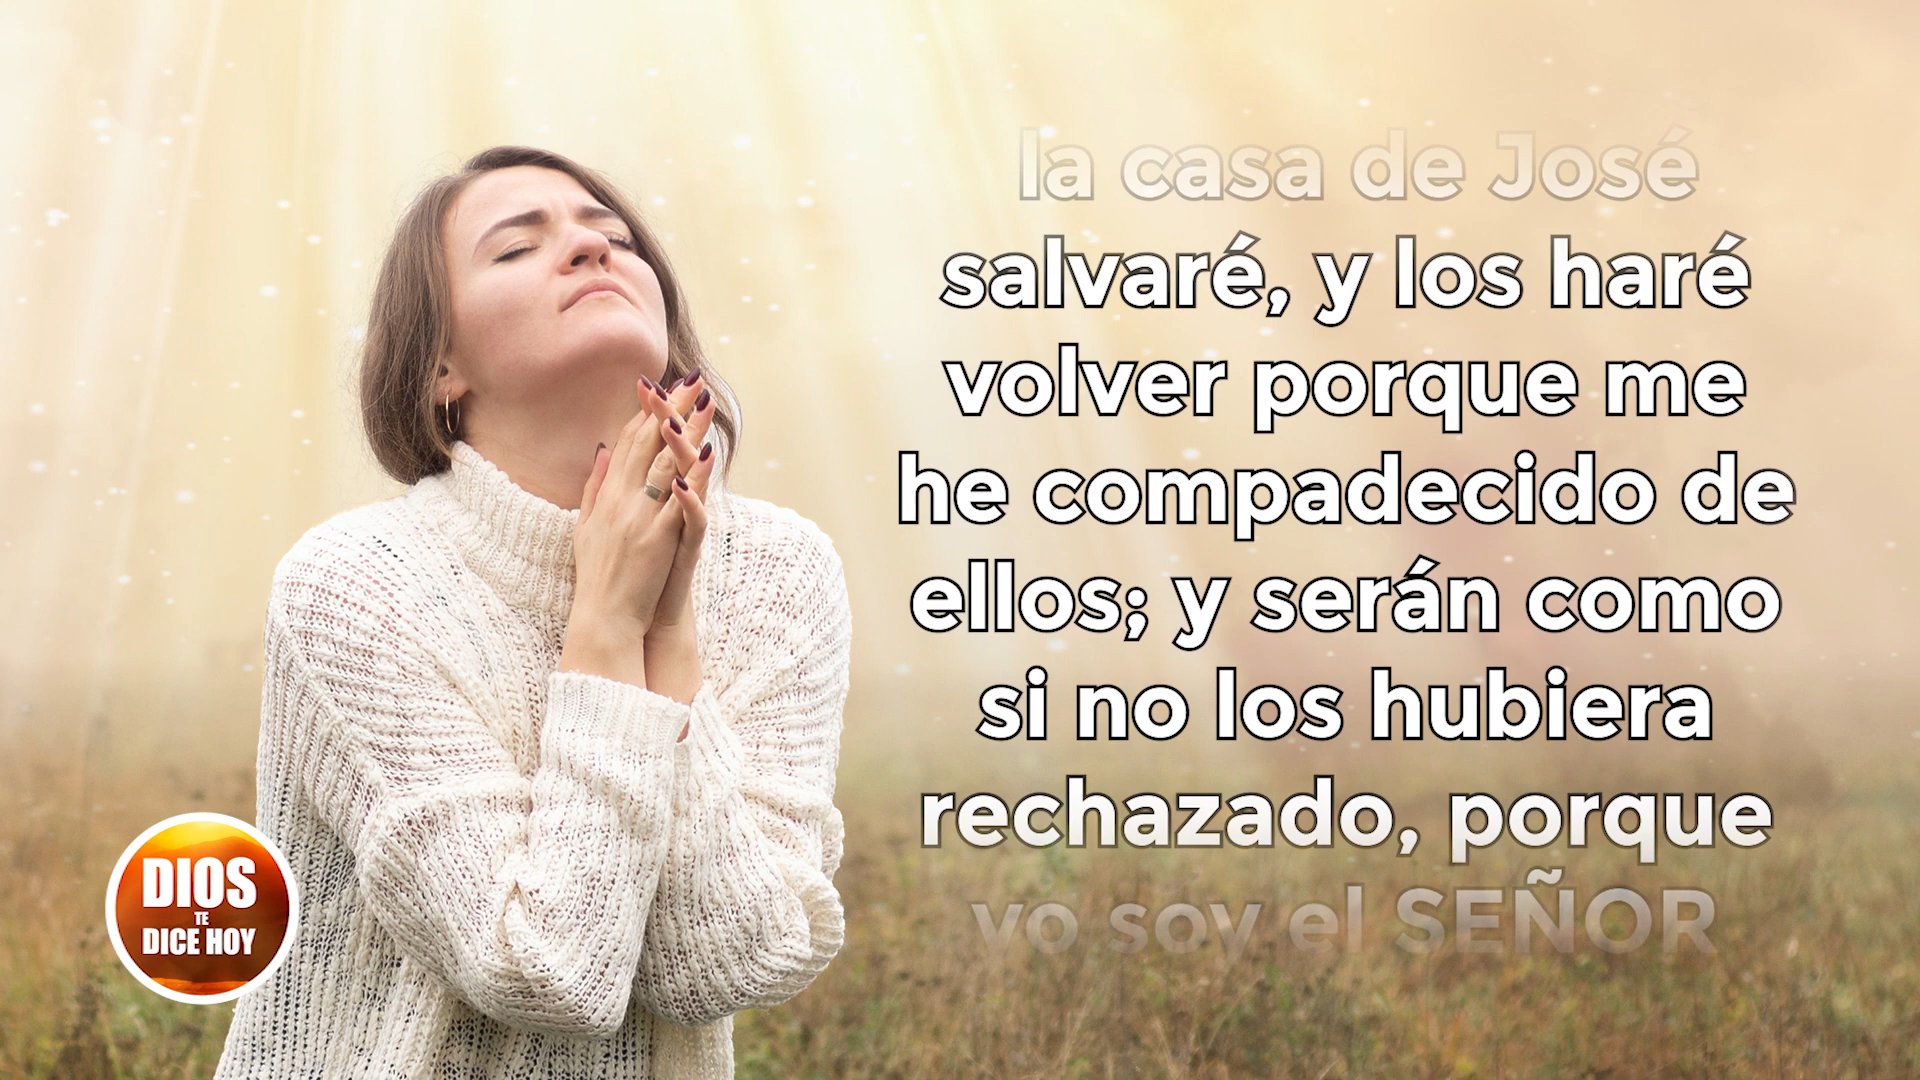 la casa de José
salvaré, y los haré
volver porque me
he compadecido de
ellos; y serán como
si no los hubiera
rechazado, porque
yo soy el SEÑOR
DIOS
TE
DICE HOY